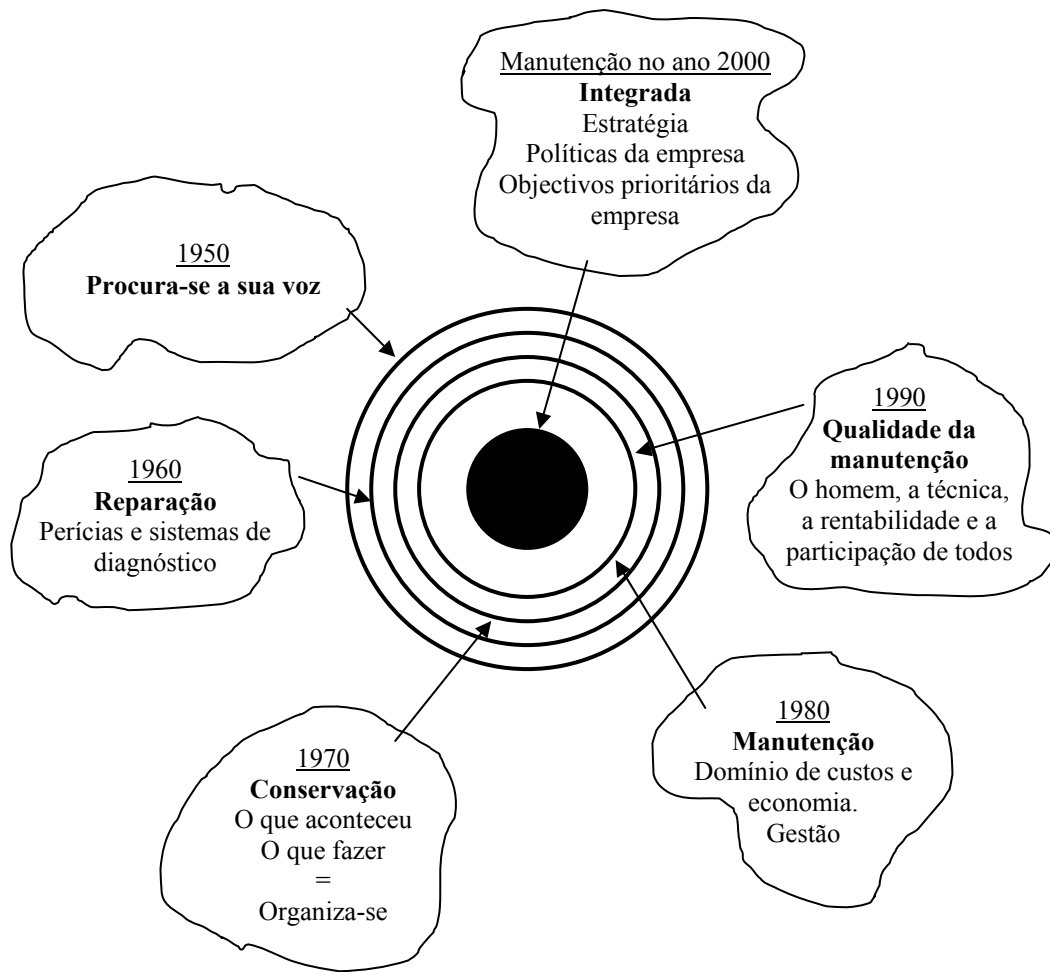 Manutenção no ano 2000
Integrada
Estratégia
Políticas da empresa
Objectivos prioritários da
empresa
1950
Procura-se a sua voz
1990
Qualidade da
manutenção
O homem, a técnica,
a rentabilidade e a
participação de todos
1960
Reparação
Perícias e sistemas de
diagnóstico
1980
Manutenção
Domínio de custos e
economia.
Gestão
1970
Conservação
O que aconteceu
O que fazer
=
Organiza-se